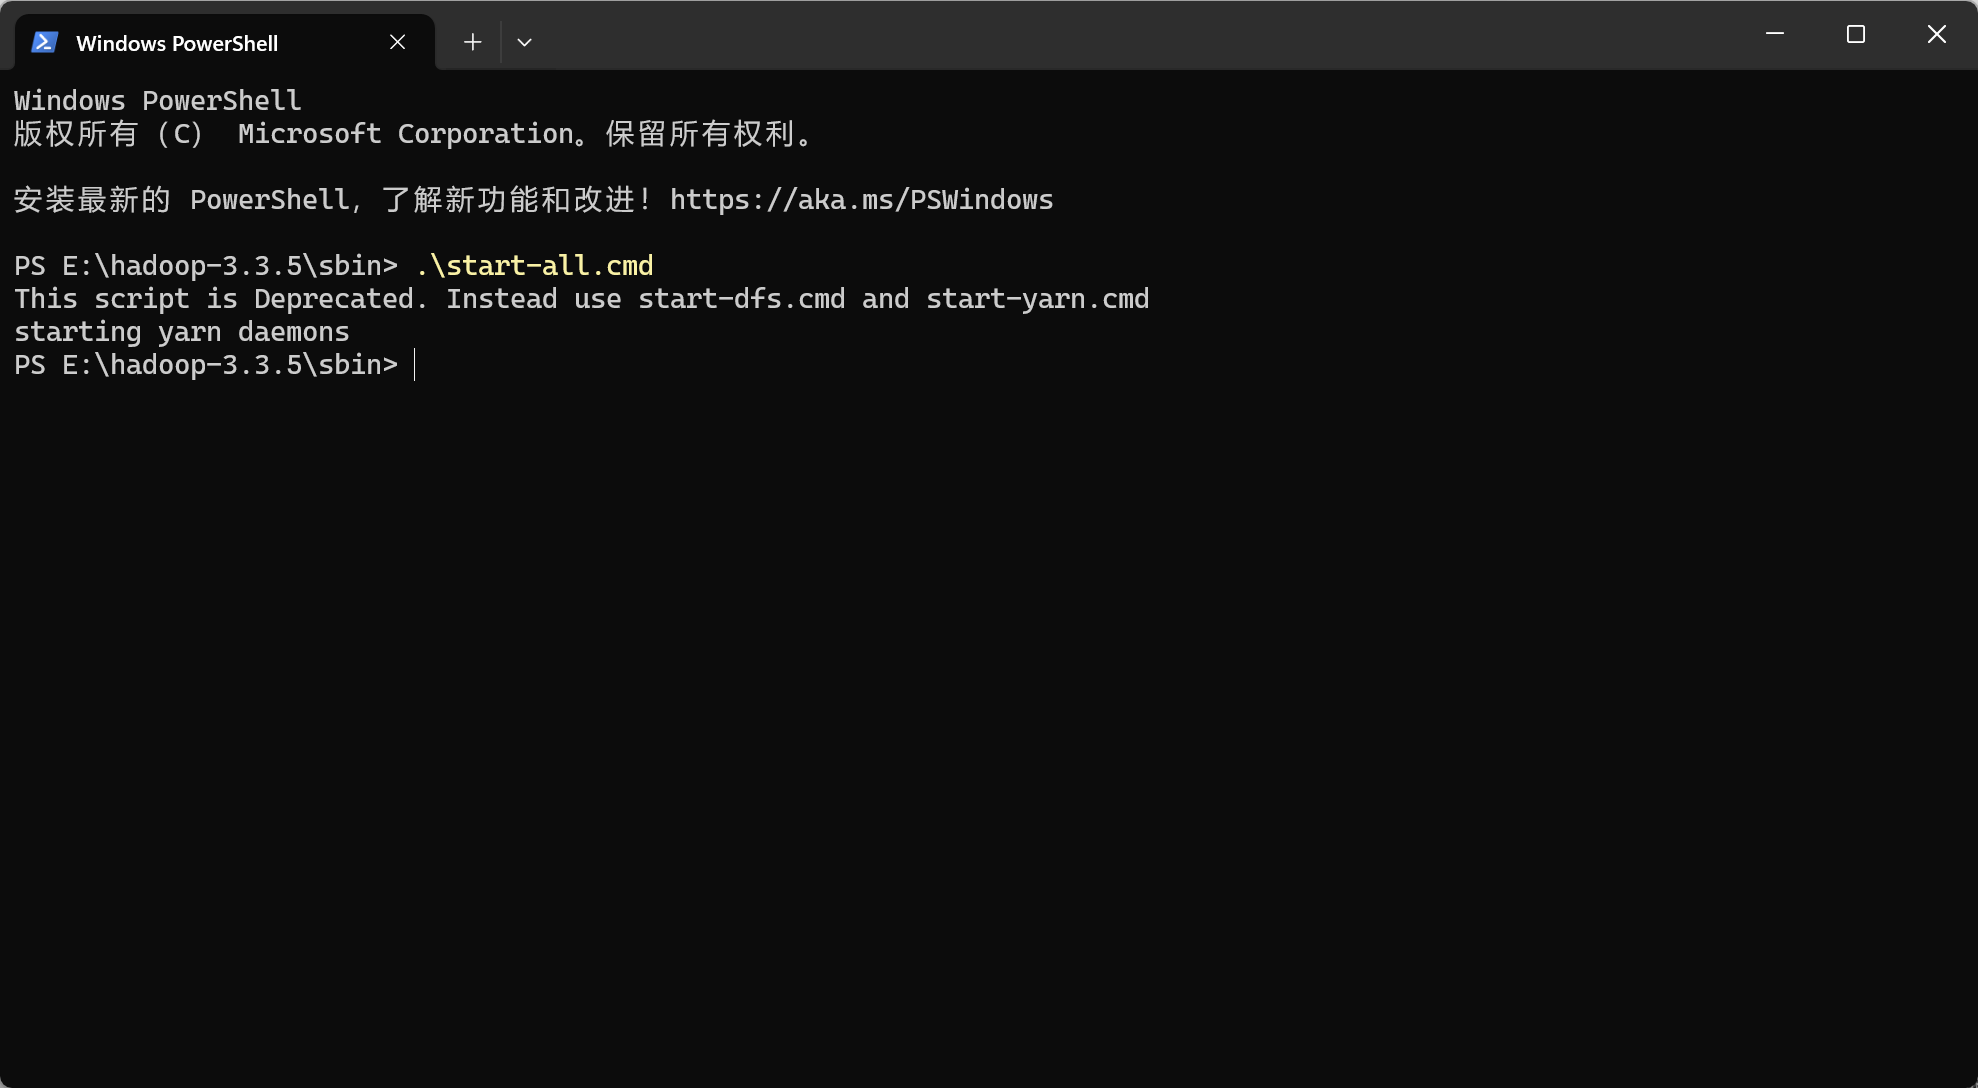 Windows PowerShell
Windows PowerShell
版权所有（C） Microsoft Corporation。保留所有权利。
安装最新的 PowerShell，了解新功能和改进！https://aka.ms/PSWindows
PS E:\hadoop-3.3.5\sbin> .\start-all.cmd
This script is Deprecated. Instead use start-dfs.cmd and start-yarn.cmd
starting yarn daemons
PS E:\hadoop-3.3.5\sbin>